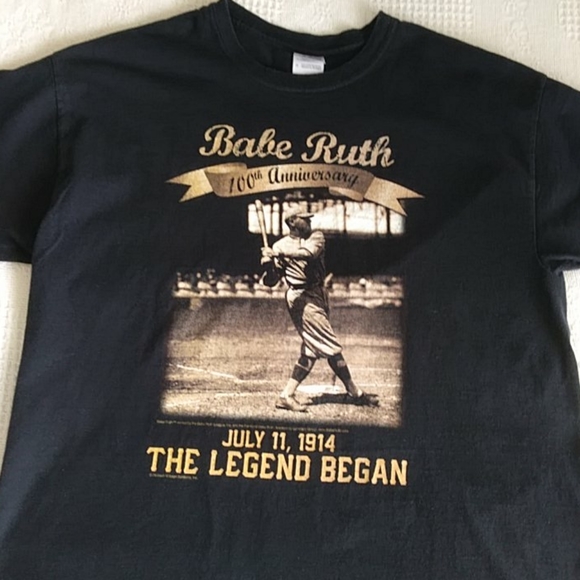 Babe Ruth
100th Anniversary
JULY 11, 1914
THE LEGEND BEGAN